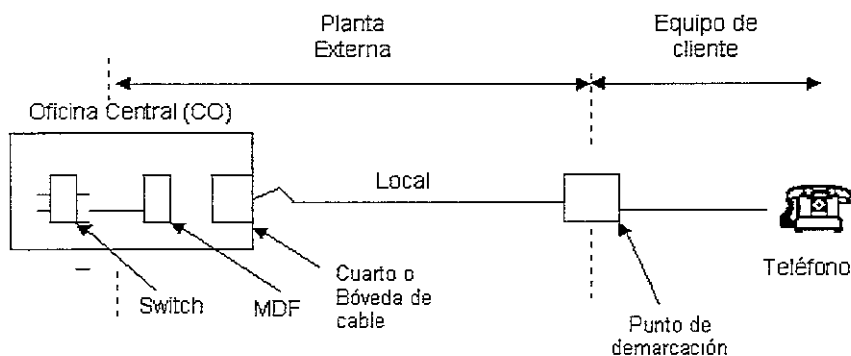 Planta
Externa
Equipo de
cliente
Oficina Central (CO)
Local
Teléfono
Switch
MDF
Cuarto o
Bóveda de
cable
Punto de
demarcación